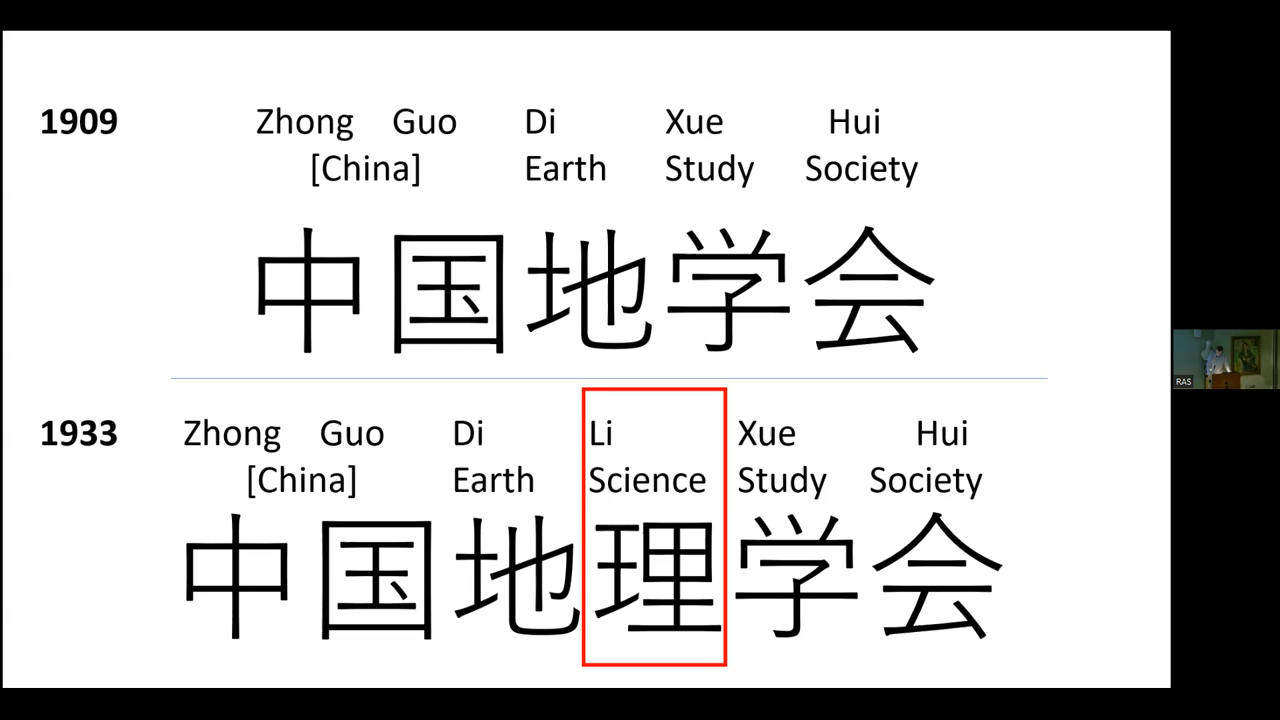 1909 Zhong Guo Di Xue Hui
[China] Earth Study Society
中国地学会
1933 Zhong Guo Di Li Xue Hui
[China] Earth Science Study Society
中国地理学会
RAS